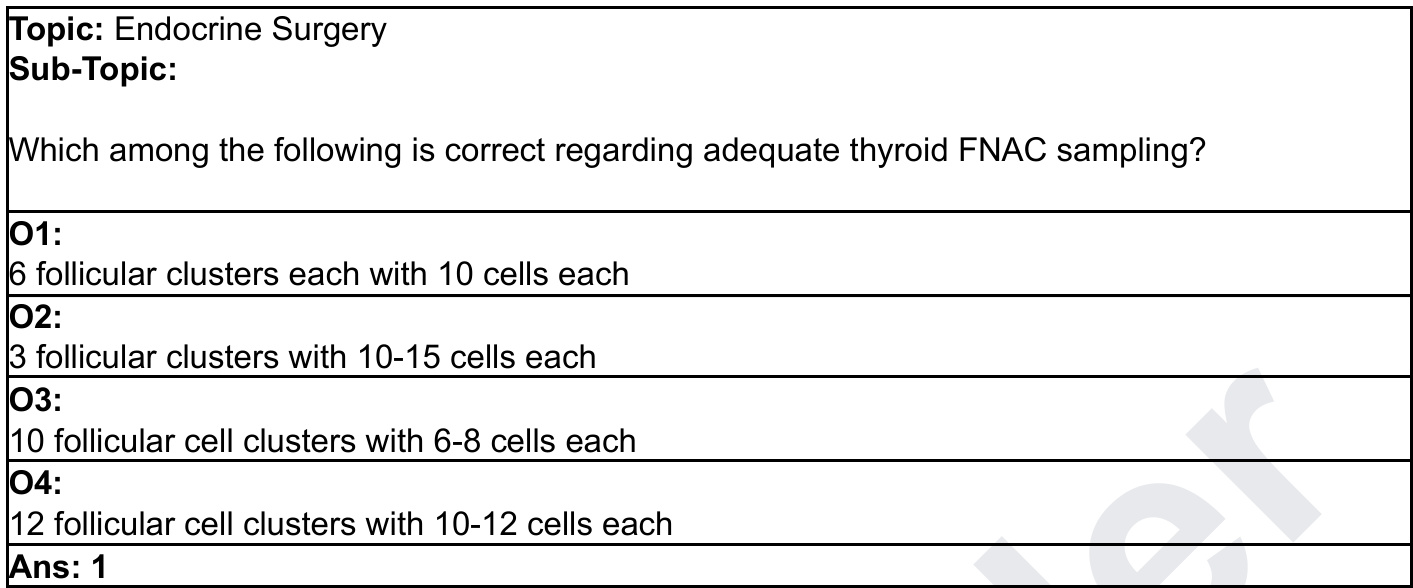 Topic: Endocrine Surgery
Sub-Topic:
Which among the following is correct regarding adequate thyroid FNAC sampling?
O1:
6 follicular clusters each with 10 cells each
O2:
3 follicular clusters with 10-15 cells each
O3:
10 follicular cell clusters with 6-8 cells each
O4:
12 follicular cell clusters with 10-12 cells each
Ans: 1